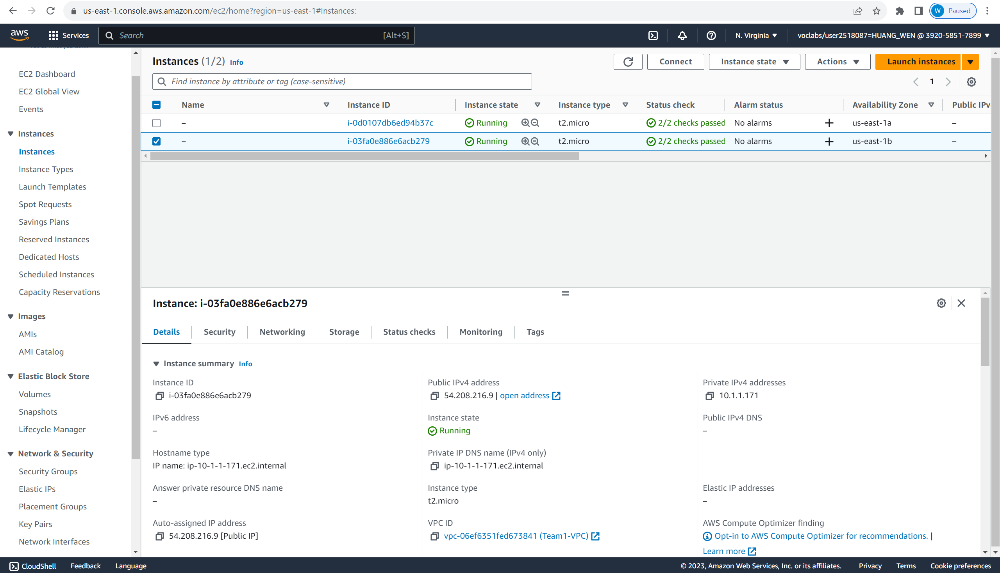 us-east-1.console.aws.amazon.com/ec2/home?region=us-east-1#Instances:
W Paused
aws
Services
Search [Alt+S]
N. Virginia
voclabs/user2518087=HUANG_WEN @ 3920-5851-7899
EC2 Dashboard
EC2 Global View
Events
Instances
Instances
Instance Types
Launch Templates
Spot Requests
Savings Plans
Reserved Instances
Dedicated Hosts
Scheduled Instances
Capacity Reservations
Images
AMIs
AMI Catalog
Elastic Block Store
Volumes
Snapshots
Lifecycle Manager
Network & Security
Security Groups
Elastic IPs
Placement Groups
Key Pairs
Network Interfaces
Instances (1/2) Info
Connect
Instance state
Actions
Launch instances
Find instance by attribute or tag (case-sensitive)
1
Name Instance ID Instance state Instance type Status check Alarm status Availability Zone Public IPv
– i-0d0107db6ed94b37c Running t2.micro 2/2 checks passed No alarms + us-east-1a –
– i-03fa0e886e6acb279 Running t2.micro 2/2 checks passed No alarms + us-east-1b –
Instance: i-03fa0e886e6acb279
Details Security Networking Storage Status checks Monitoring Tags
Instance summary Info
Instance ID
i-03fa0e886e6acb279
Public IPv4 address
54.208.216.9 | open address
Private IPv4 addresses
10.1.1.171
IPv6 address
–
Instance state
Running
Public IPv4 DNS
–
Hostname type
IP name: ip-10-1-1-171.ec2.internal
Private IP DNS name (IPv4 only)
ip-10-1-1-171.ec2.internal
Answer private resource DNS name
–
Instance type
t2.micro
Elastic IP addresses
–
Auto-assigned IP address
54.208.216.9 [Public IP]
VPC ID
vpc-06ef6351fed673841 (Team1-VPC)
AWS Compute Optimizer finding
Opt-in to AWS Compute Optimizer for recommendations. |
Learn more
CloudShell Feedback Language
© 2023, Amazon Web Services, Inc. or its affiliates. Privacy Terms Cookie preferences